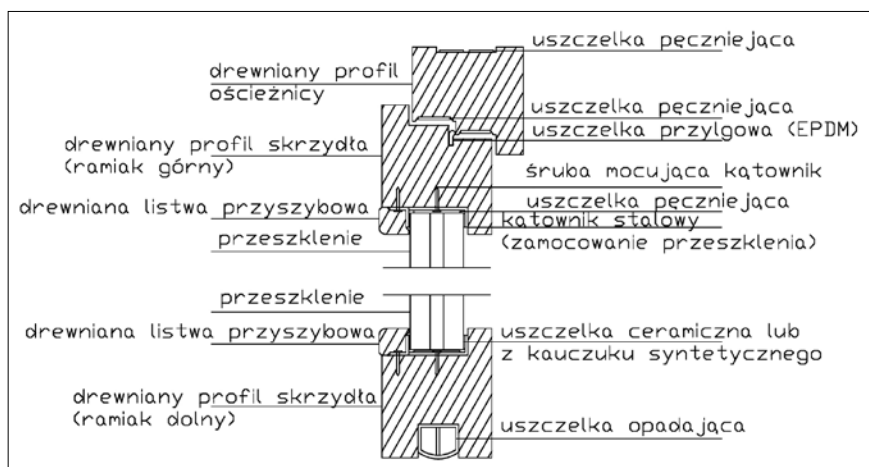 uszczelka pęczniejąca
drewniany profil
ościeżnicy
uszczelka pęczniejąca
uszczelka przylgowa (EPDM)
drewniany profil skrzydła
(ramiak górny)
śruba mocująca kątownik
drewniana listwa przyszybowa
uszczelka pęczniejąca
kątownik stalowy
(zamocowanie przeszklenia)
przeszklenie
przeszklenie
drewniana listwa przyszybowa
uszczelka ceramiczna lub
z kauczuku syntetycznego
drewniany profil skrzydła
(ramiak dolny)
uszczelka opadająca